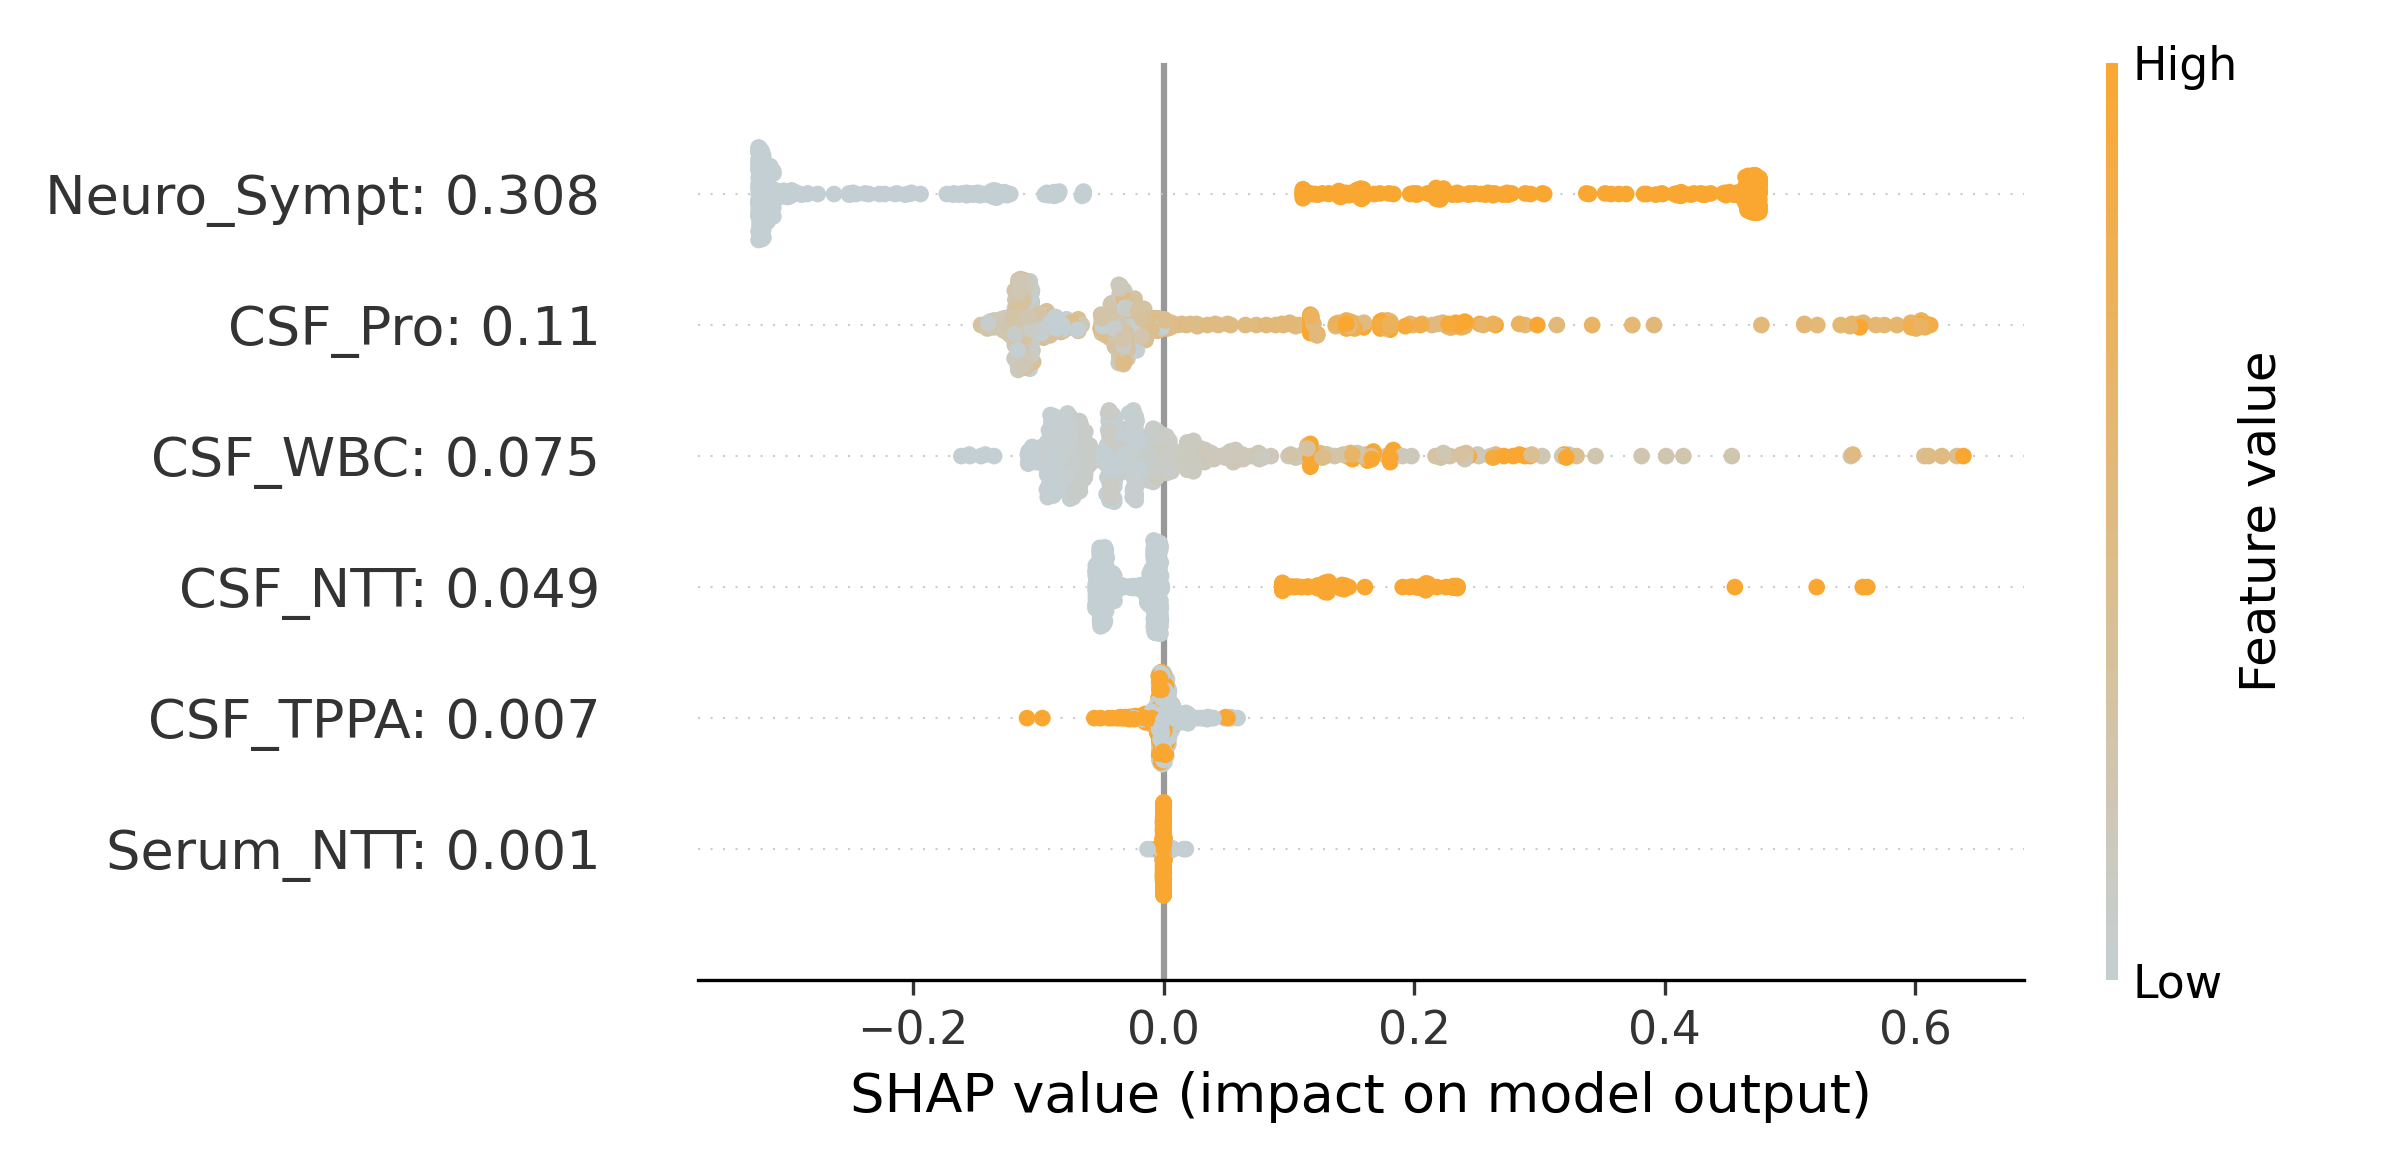 High
Neuro_Sympt: 0.308
CSF_Pro: 0.11
CSF_WBC: 0.075
CSF_NTT: 0.049
CSF_TPPA: 0.007
Serum_NTT: 0.001
Feature value
Low
−0.2 0.0 0.2 0.4 0.6
SHAP value (impact on model output)